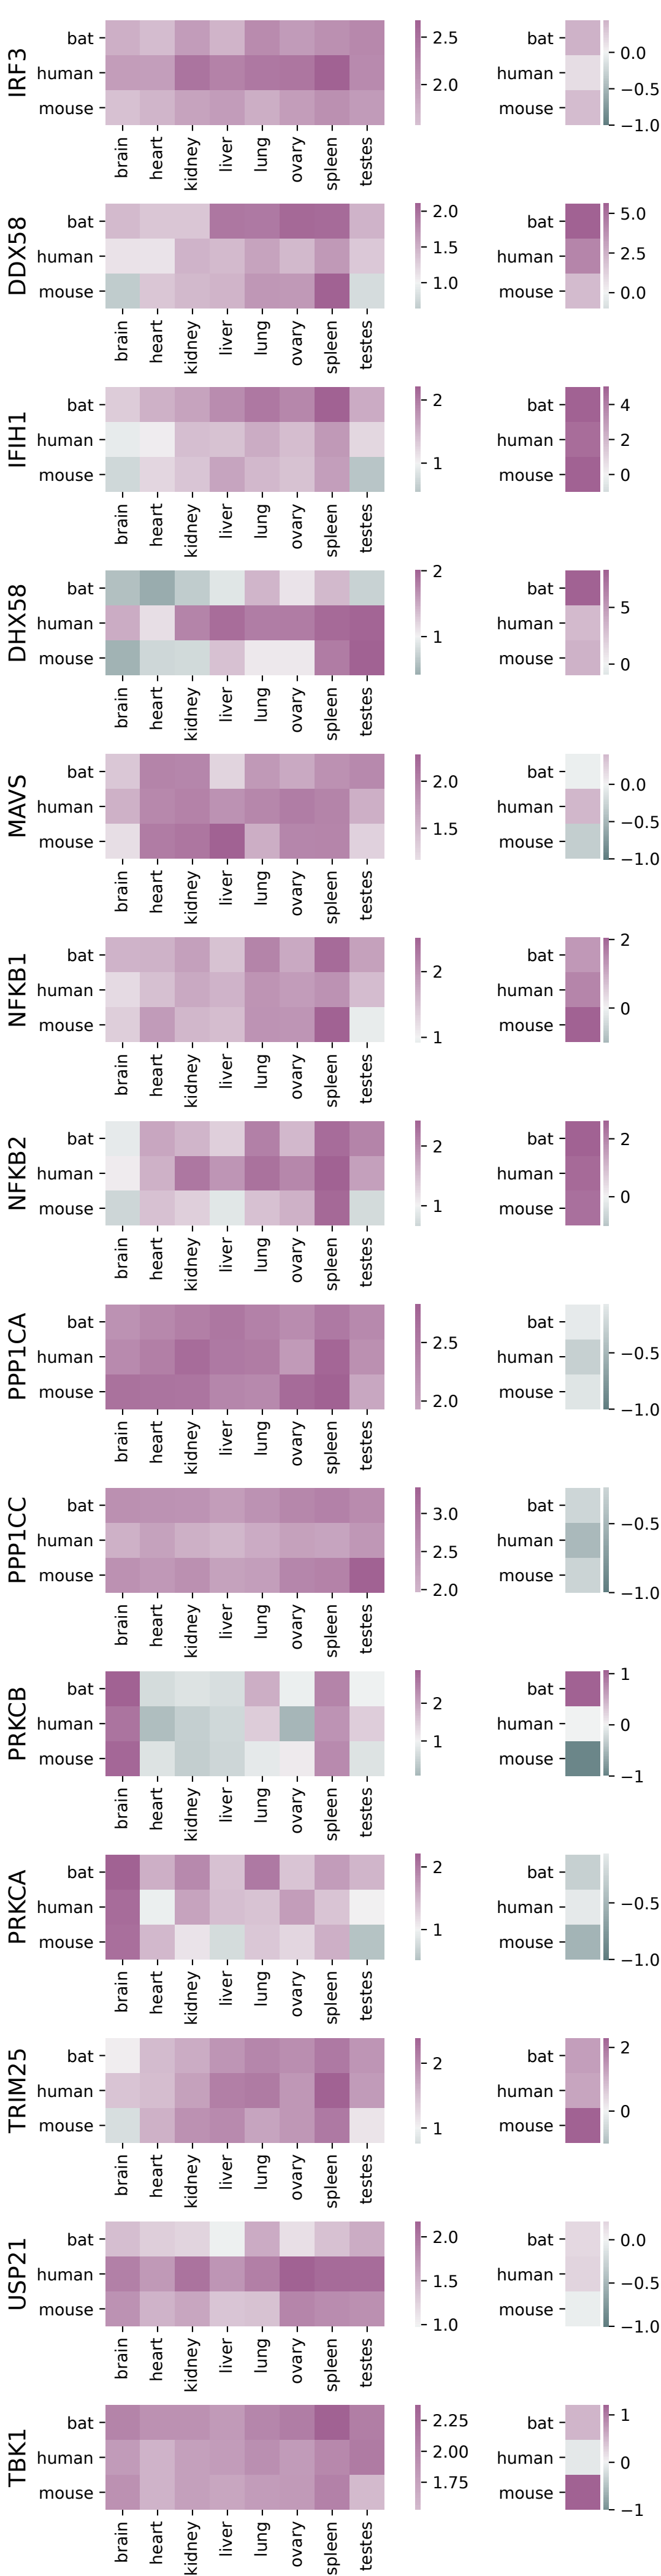 IRF3
bat
human
mouse
brain heart kidney liver lung ovary spleen testes
2.5
2.0
bat
human
mouse
0.0
−0.5
−1.0
DDX58
bat
human
mouse
brain heart kidney liver lung ovary spleen testes
2.0
1.5
1.0
bat
human
mouse
5.0
2.5
0.0
IFIH1
bat
human
mouse
brain heart kidney liver lung ovary spleen testes
2
1
bat
human
mouse
4
2
0
DHX58
bat
human
mouse
brain heart kidney liver lung ovary spleen testes
2
1
bat
human
mouse
5
0
MAVS
bat
human
mouse
brain heart kidney liver lung ovary spleen testes
2.0
1.5
bat
human
mouse
0.0
−0.5
−1.0
NFKB1
bat
human
mouse
brain heart kidney liver lung ovary spleen testes
2
1
bat
human
mouse
2
0
NFKB2
bat
human
mouse
brain heart kidney liver lung ovary spleen testes
2
1
bat
human
mouse
2
0
PPP1CA
bat
human
mouse
brain heart kidney liver lung ovary spleen testes
2.5
2.0
bat
human
mouse
−0.5
−1.0
PPP1CC
bat
human
mouse
brain heart kidney liver lung ovary spleen testes
3.0
2.5
2.0
bat
human
mouse
−0.5
−1.0
PRKCB
bat
human
mouse
brain heart kidney liver lung ovary spleen testes
2
1
bat
human
mouse
1
0
−1
PRKCA
bat
human
mouse
brain heart kidney liver lung ovary spleen testes
2
1
bat
human
mouse
−0.5
−1.0
TRIM25
bat
human
mouse
brain heart kidney liver lung ovary spleen testes
2
1
bat
human
mouse
2
0
USP21
bat
human
mouse
brain heart kidney liver lung ovary spleen testes
2.0
1.5
1.0
bat
human
mouse
0.0
−0.5
−1.0
TBK1
bat
human
mouse
brain heart kidney liver lung ovary spleen testes
2.25
2.00
1.75
bat
human
mouse
1
0
−1